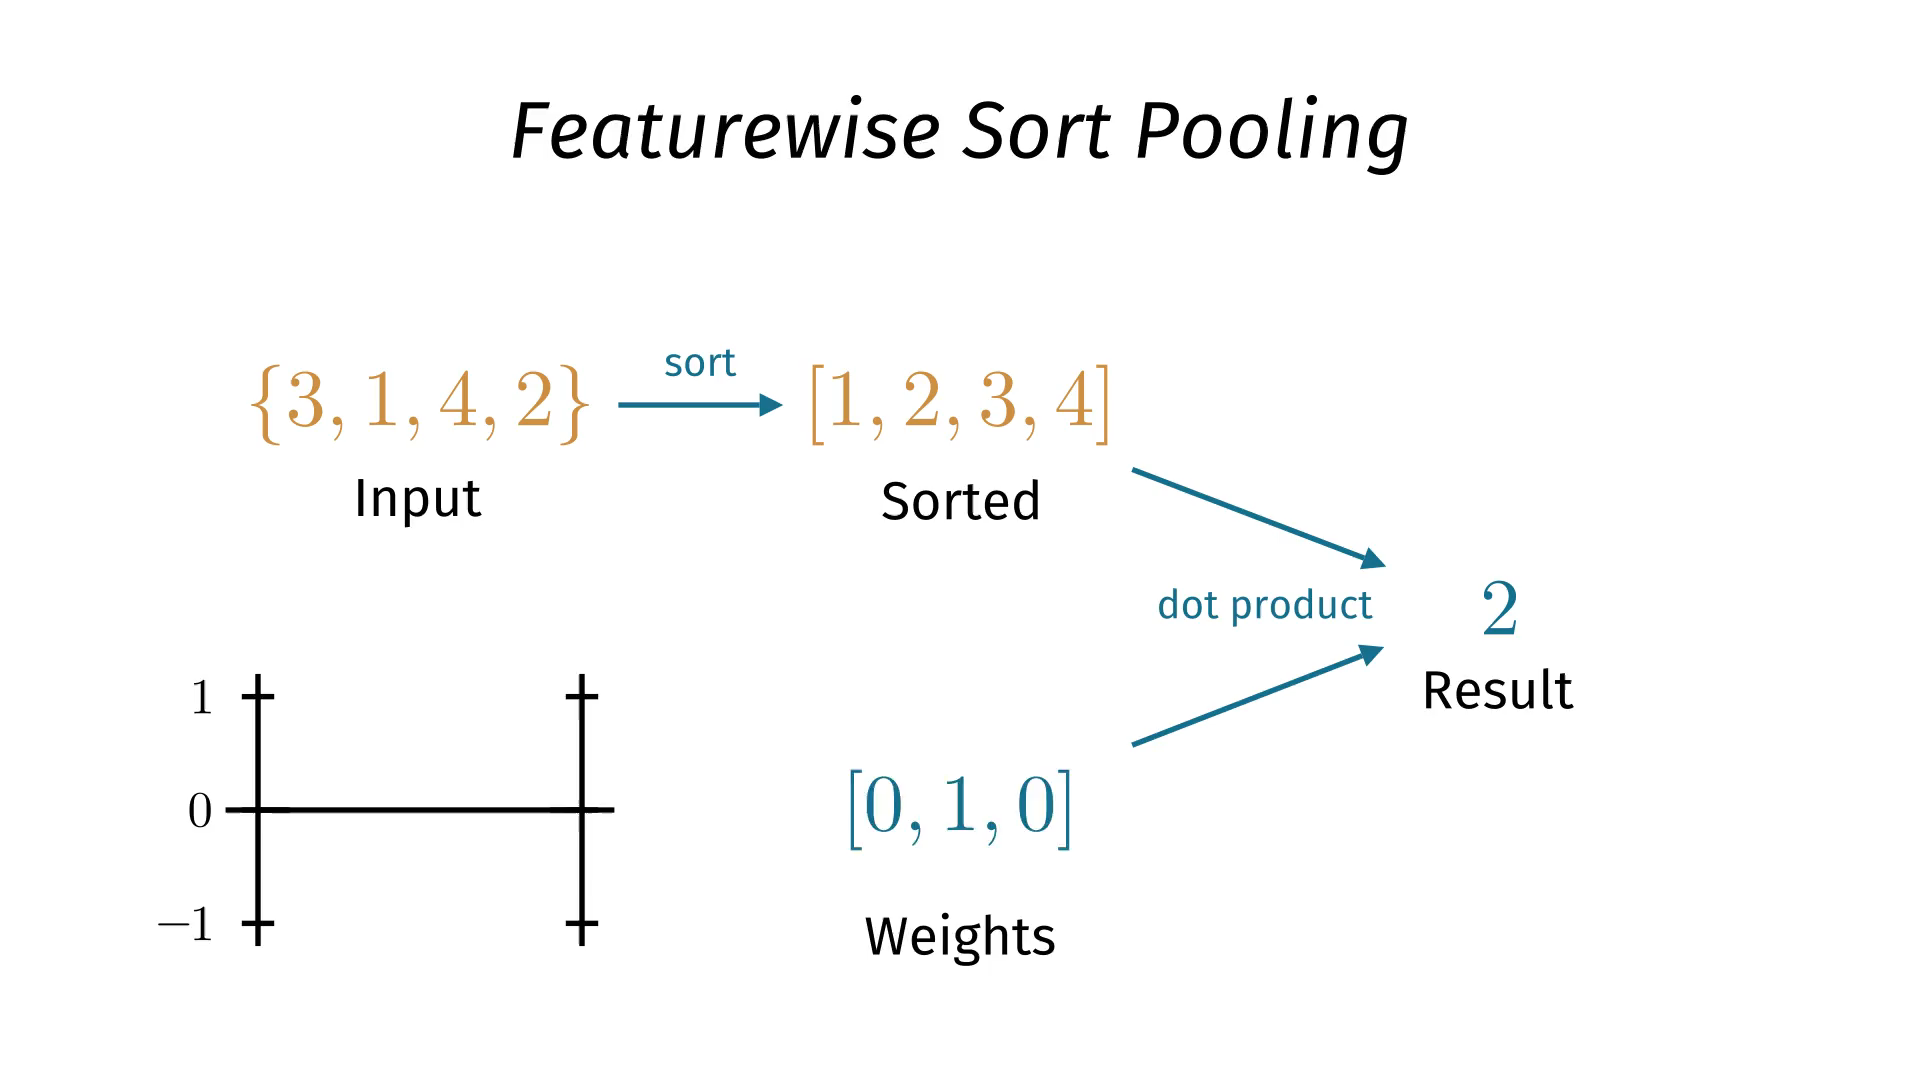 Featurewise Sort Pooling
{3, 1, 4, 2}
sort
[1, 2, 3, 4]
Input
Sorted
dot product
2
Result
1
0
−1
[0, 1, 0]
Weights